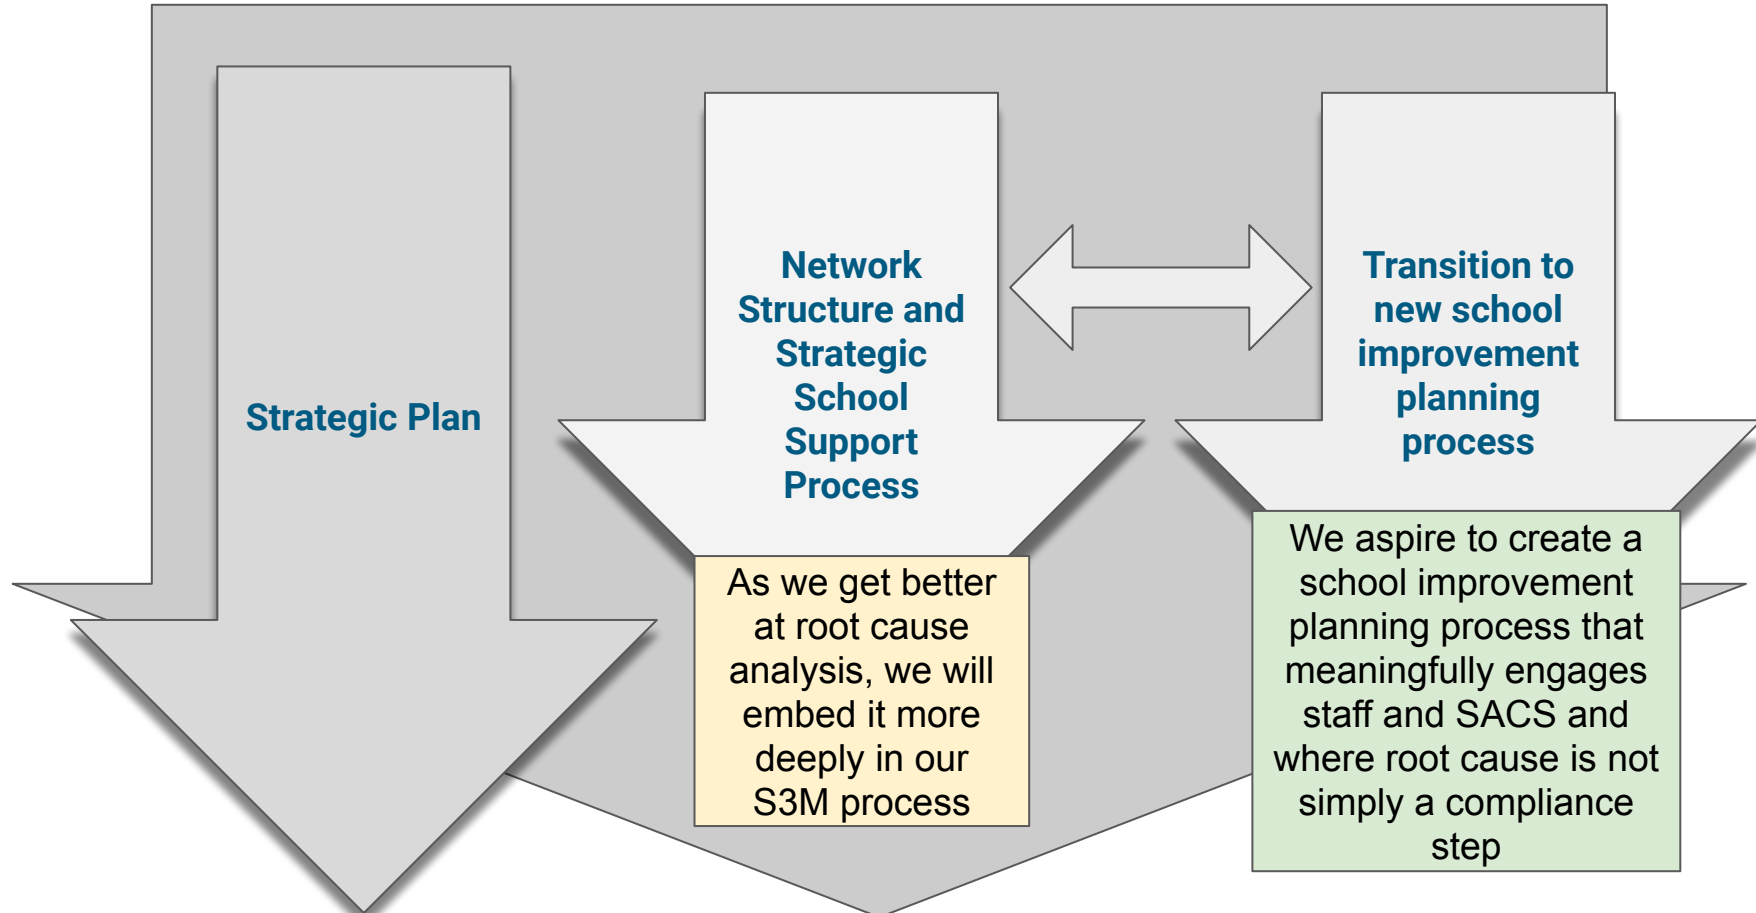 Strategic Plan
Network
Structure and
Strategic
School
Support
Process
As we get better
at root cause
analysis, we will
embed it more
deeply in our
S3M process
Transition to
new school
improvement
planning
process
We aspire to create a
school improvement
planning process that
meaningfully engages
staff and SACS and
where root cause is not
simply a compliance
step